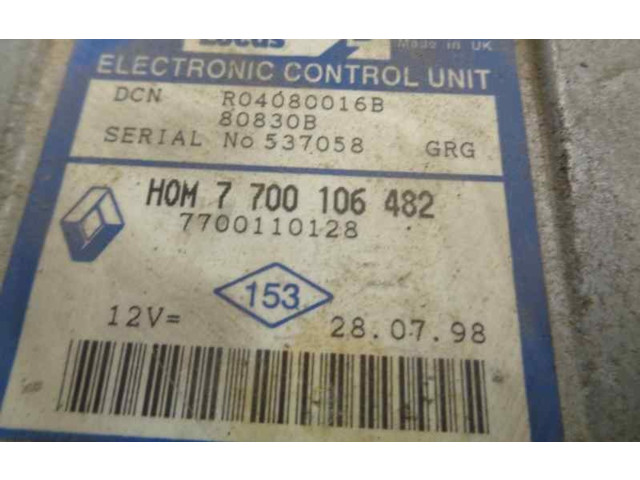 Lucas
Made in UK
ELECTRONIC CONTROL UNIT
DCN R04080016B
80830B
SERIAL No 537058 GRG
HOM 7 700 106 482
7700110128
153
12V= 28.07.98